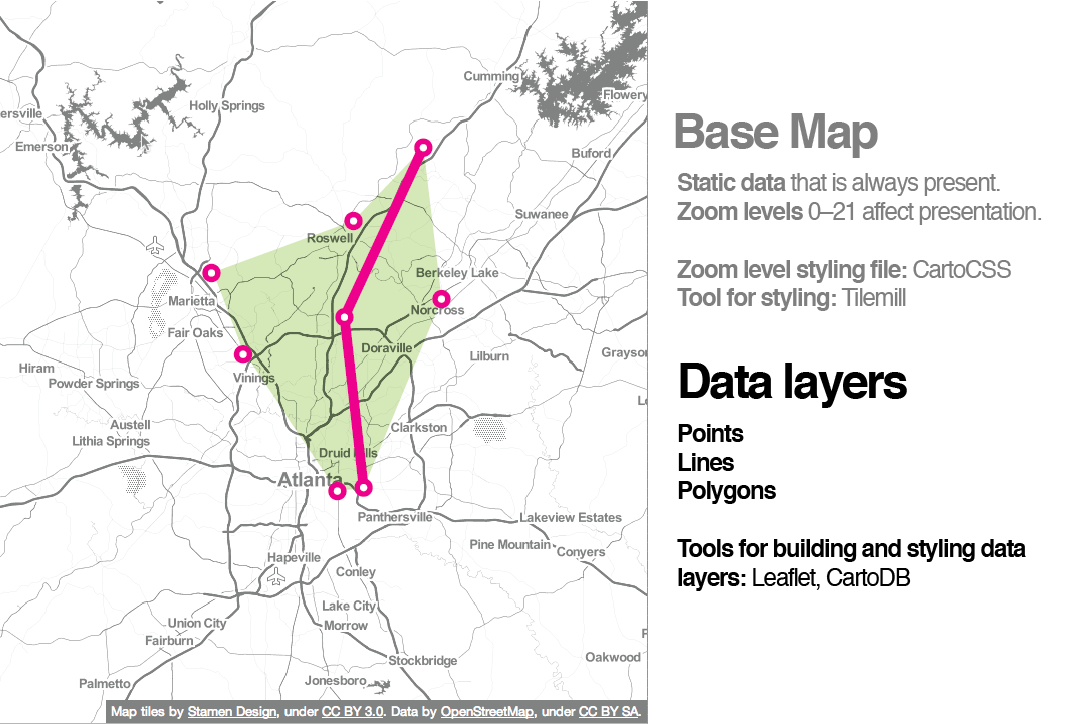 Cumming
Flowery
Holly Springs
ersville
Emerson
Buford
Suwanee
Roswell
Berkeley Lake
Marietta
Norcross
Fair Oaks
Doraville
Lilburn
Grayson
Hiram
Vinings
Powder Springs
Austell
Clarkston
Lithia Springs
Druid Hills
Atlanta
Panthersville
Lakeview Estates
Pine Mountain
Conyers
Hapeville
Conley
Lake City
Union City
Morrow
Fairburn
Stockbridge
Oakwood
Jonesboro
Palmetto
Map tiles by Stamen Design, under CC BY 3.0. Data by OpenStreetMap, under CC BY SA.
Base Map
Static data that is always present.
Zoom levels 0–21 affect presentation.
Zoom level styling file: CartoCSS
Tool for styling: Tilemill
Data layers
Points
Lines
Polygons
Tools for building and styling data
layers: Leaflet, CartoDB